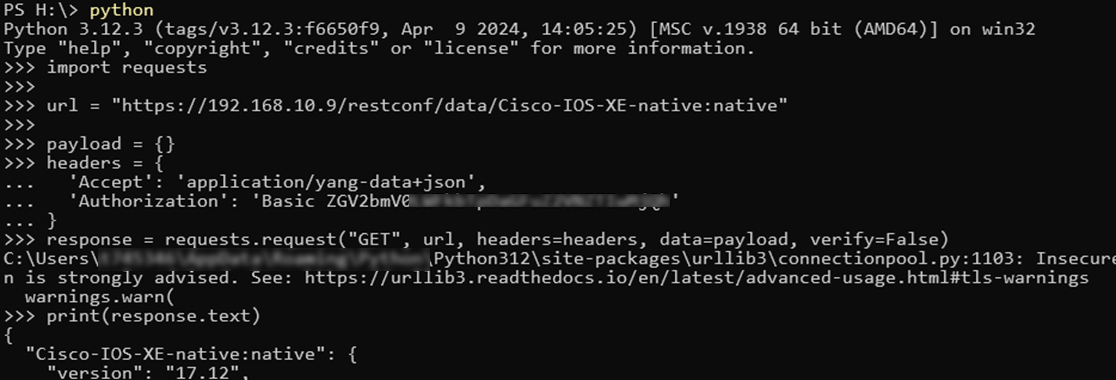 PS H:\> python
Python 3.12.3 (tags/v3.12.3:f6650f9, Apr  9 2024, 14:05:25) [MSC v.1938 64 bit (AMD64)] on win32
Type "help", "copyright", "credits" or "license" for more information.
>>> import requests
>>>
>>> url = "https://192.168.10.9/restconf/data/Cisco-IOS-XE-native:native"
>>>
>>> payload = {}
>>> headers = {
...   'Accept': 'application/yang-data+json',
...   'Authorization': 'Basic ZGV2bmV0 '
... }
>>> response = requests.request("GET", url, headers=headers, data=payload, verify=False)
C:\Users\ \Python312\site-packages\urllib3\connectionpool.py:1103: Insecure
n is strongly advised. See: https://urllib3.readthedocs.io/en/latest/advanced-usage.html#tls-warnings
  warnings.warn(
>>> print(response.text)
{
  "Cisco-IOS-XE-native:native": {
    "version": "17.12",